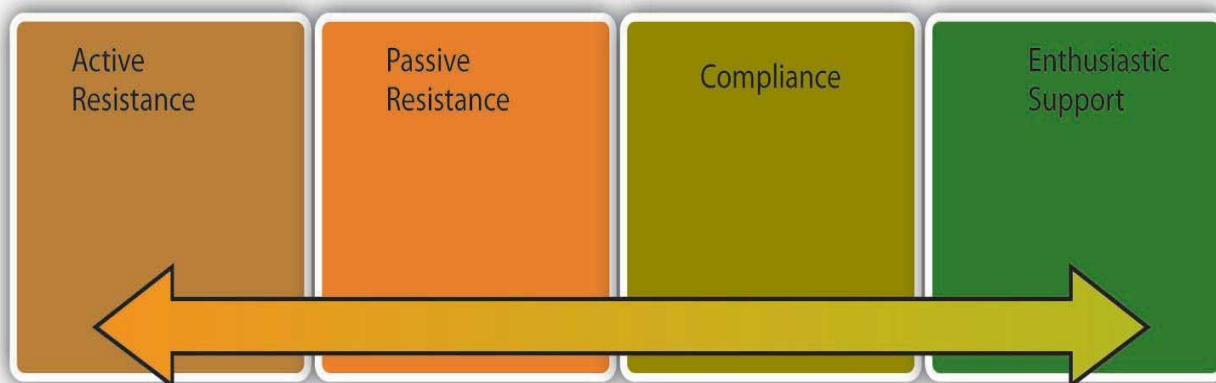 Active
Resistance
Passive
Resistance
Compliance
Enthusiastic
Support